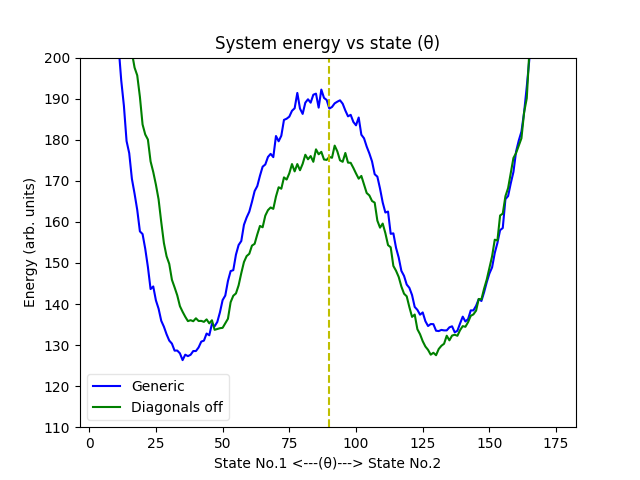 System energy vs state (θ)
Energy (arb. units)
200
190
180
170
160
150
140
130
120
110
Generic
Diagonals off
0 25 50 75 100 125 150 175
State No.1 <---(θ)---> State No.2